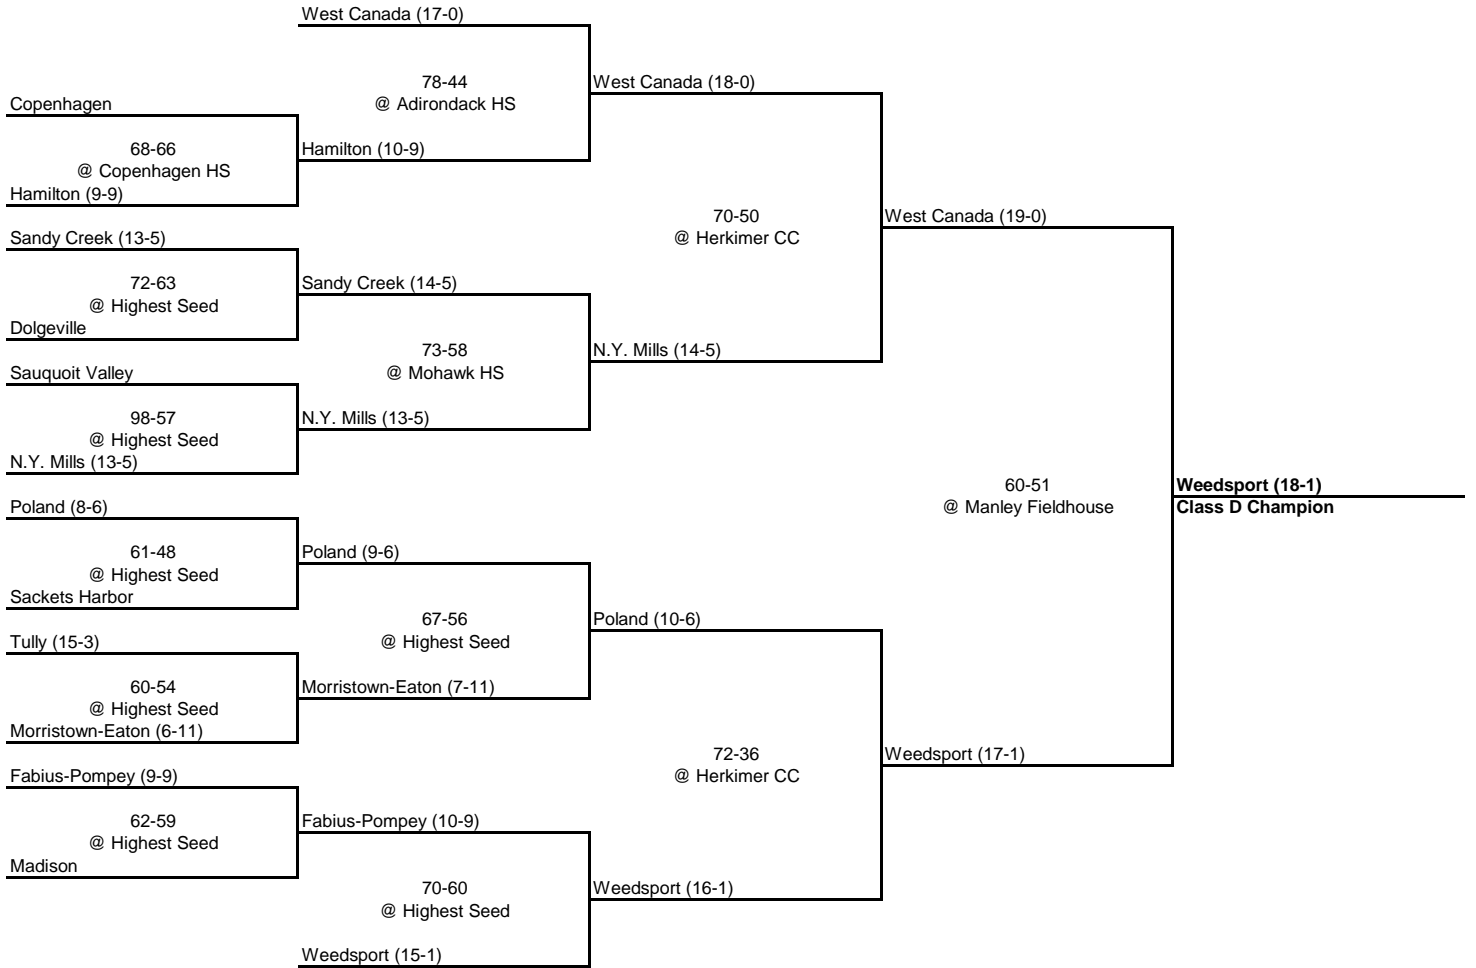 West Canada (17-0)
78-44
@ Adirondack HS
West Canada (18-0)
Copenhagen
68-66
@ Copenhagen HS
Hamilton (10-9)
Hamilton (9-9)
70-50
@ Herkimer CC
West Canada (19-0)
Sandy Creek (13-5)
72-63
@ Highest Seed
Sandy Creek (14-5)
Dolgeville
73-58
@ Mohawk HS
N.Y. Mills (14-5)
Sauquoit Valley
98-57
@ Highest Seed
N.Y. Mills (13-5)
N.Y. Mills (13-5)
60-51
@ Manley Fieldhouse
Weedsport (18-1)
Class D Champion
Poland (8-6)
61-48
@ Highest Seed
Poland (9-6)
Sackets Harbor
67-56
@ Highest Seed
Poland (10-6)
Tully (15-3)
60-54
@ Highest Seed
Morristown-Eaton (7-11)
Morristown-Eaton (6-11)
72-36
@ Herkimer CC
Weedsport (17-1)
Fabius-Pompey (9-9)
62-59
@ Highest Seed
Fabius-Pompey (10-9)
Madison
70-60
@ Highest Seed
Weedsport (16-1)
Weedsport (15-1)